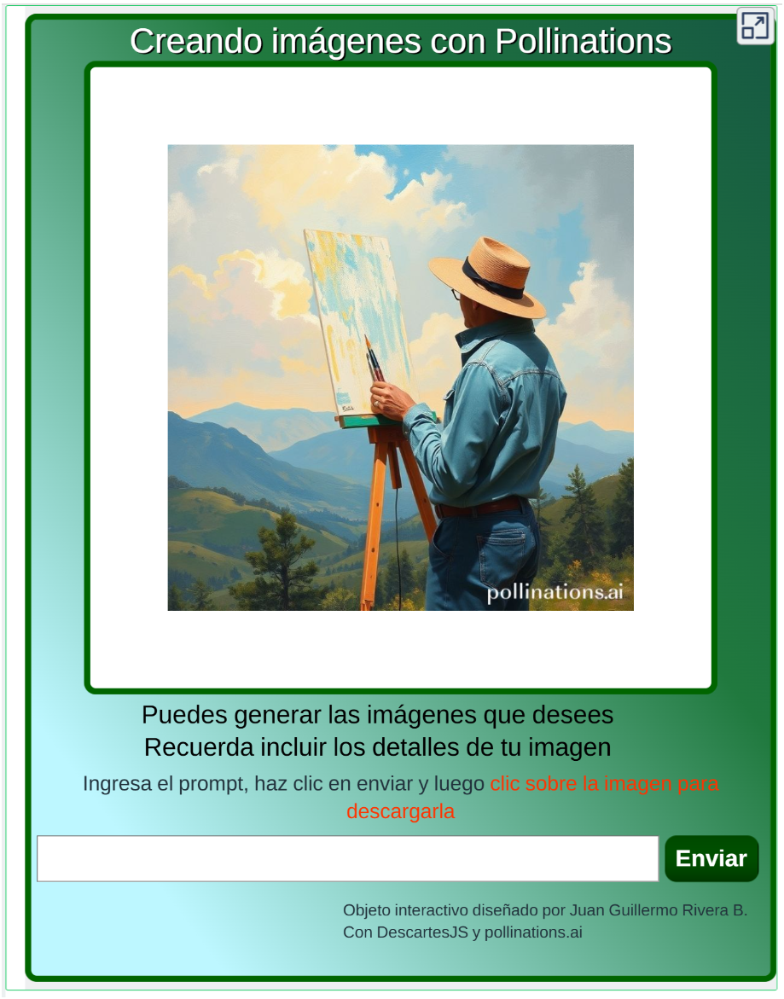 Creando imágenes con Pollinations
pollinations.ai
Puedes generar las imágenes que desees
Recuerda incluir los detalles de tu imagen
Ingresa el prompt, haz clic en enviar y luego clic sobre la imagen para
descargarla
Enviar
Objeto interactivo diseñado por Juan Guillermo Rivera B.
Con DescartesJS y pollinations.ai